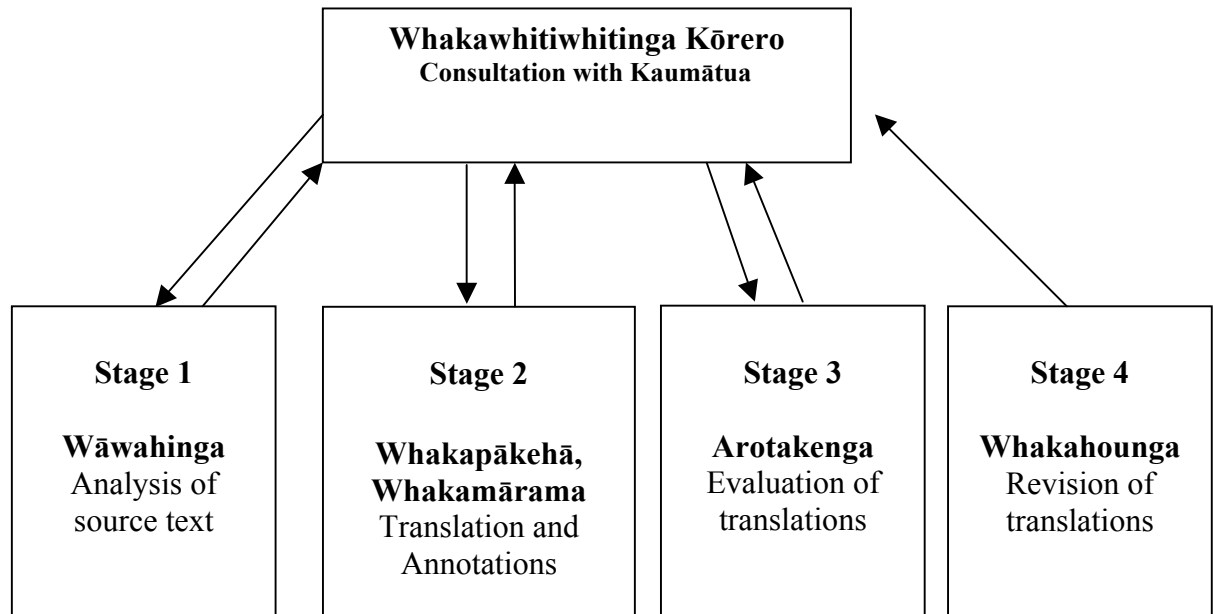 Whakawhitiwhitinga Kōrero
Consultation with Kaumātua
Stage 1
Wāwahinga
Analysis of
source text
Stage 2
Whakapākehā,
Whakamārama
Translation and
Annotations
Stage 3
Arotakenga
Evaluation of
translations
Stage 4
Whakahounga
Revision of
translations